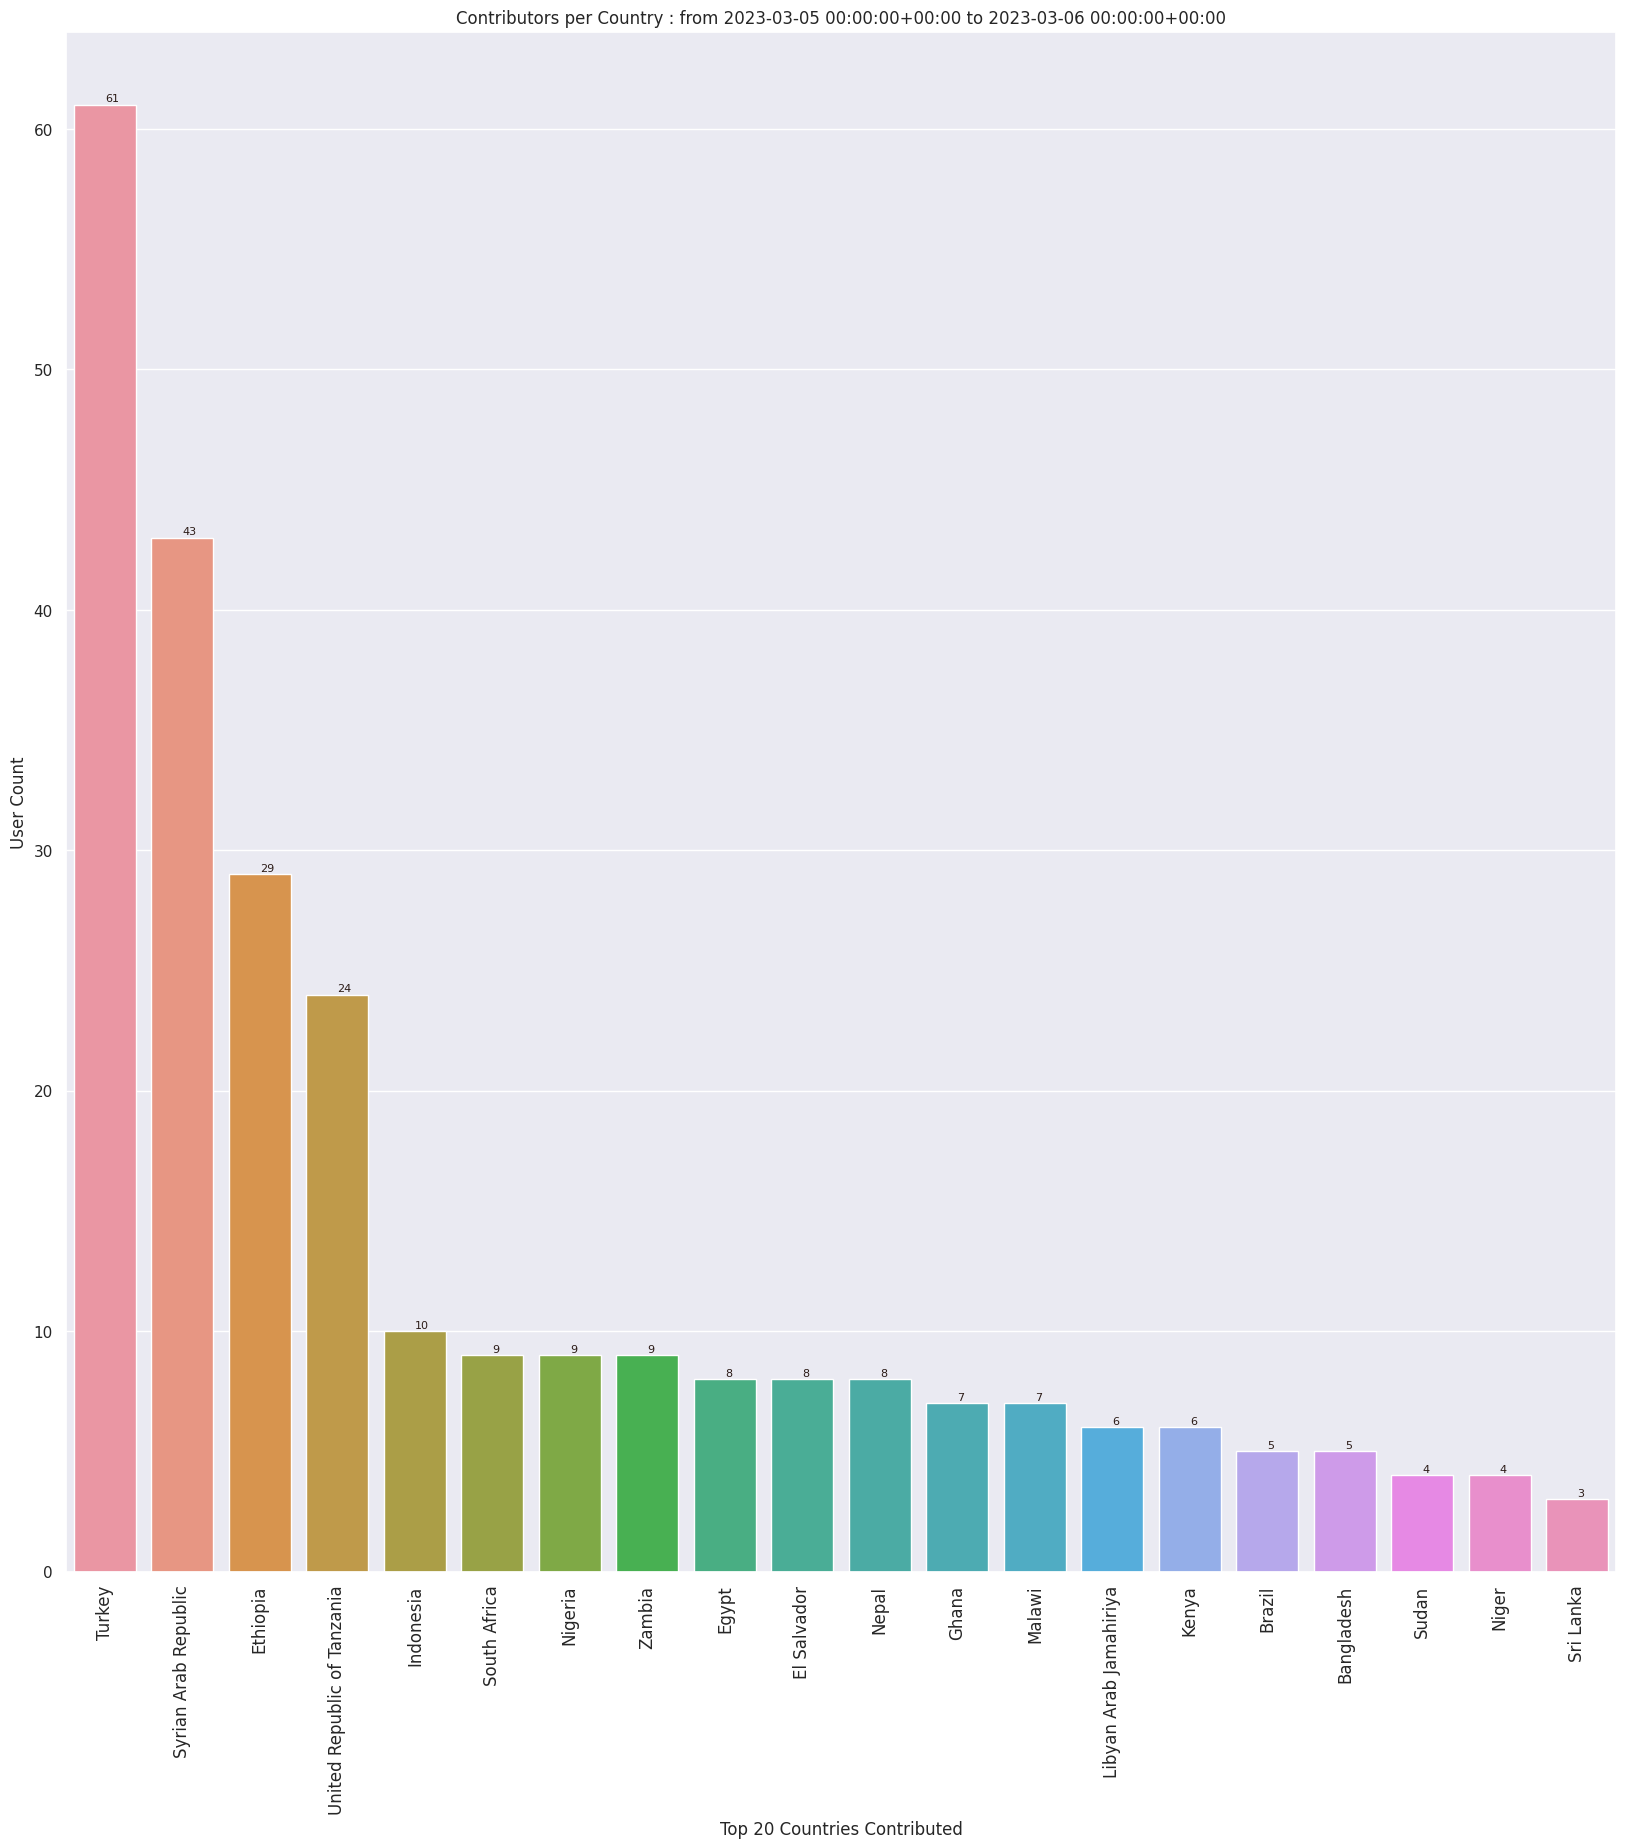 Contributors per Country : from 2023-03-05 00:00:00+00:00 to 2023-03-06 00:00:00+00:00
User Count
60
50
40
30
20
10
0
61
43
29
24
10
9
9
9
8
8
8
7
7
6
6
5
5
4
4
3
Turkey
Syrian Arab Republic
Ethiopia
United Republic of Tanzania
Indonesia
South Africa
Nigeria
Zambia
Egypt
El Salvador
Nepal
Ghana
Malawi
Libyan Arab Jamahiriya
Kenya
Brazil
Bangladesh
Sudan
Niger
Sri Lanka
Top 20 Countries Contributed